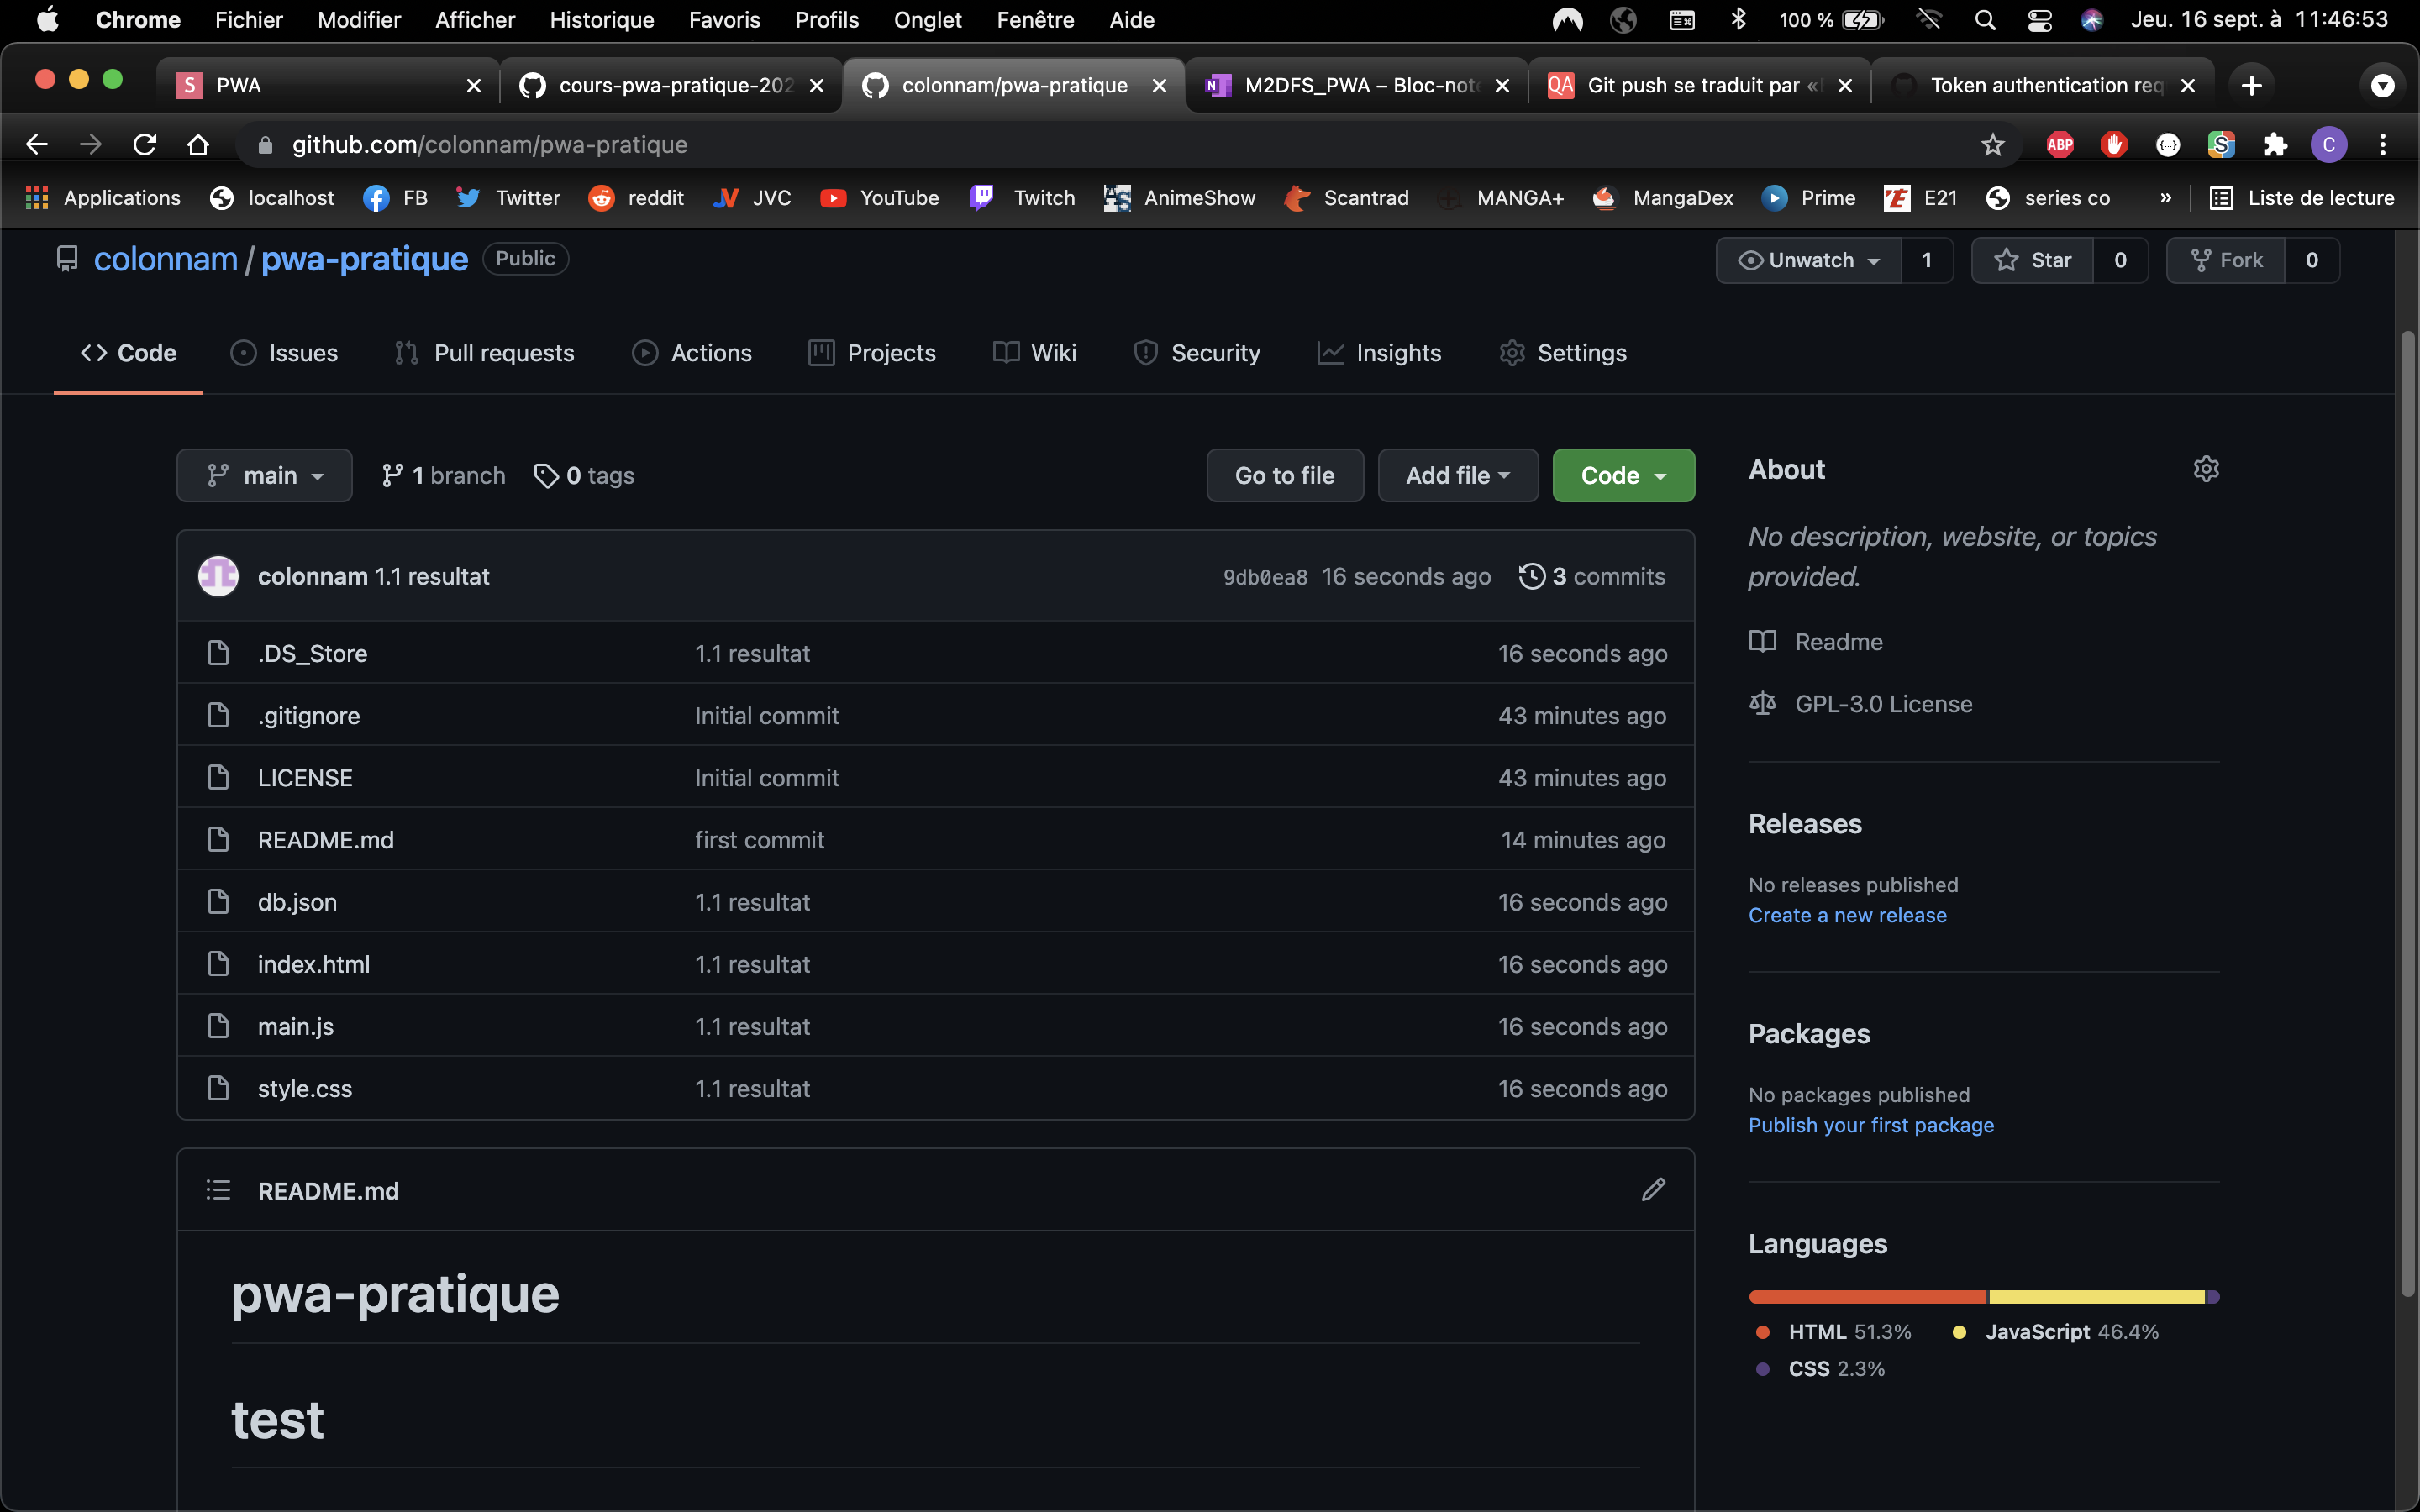 Chrome Fichier Modifier Afficher Historique Favoris Profils Onglet Fenêtre Aide 100 % Jeu. 16 sept. à 11:46:53
S PWA cours-pwa-pratique-202 colonnam/pwa-pratique N M2DFS_PWA – Bloc-note QA Git push se traduit par « Token authentication req
github.com/colonnam/pwa-pratique ABP S C
Applications localhost FB Twitter reddit JV JVC YouTube Twitch AnimeShow Scantrad MANGA+ MangaDex Prime E21 series co » Liste de lecture
colonnam / pwa-pratique Public Unwatch 1 Star 0 Fork 0
Code Issues Pull requests Actions Projects Wiki Security Insights Settings
main 1 branch 0 tags Go to file Add file Code
colonnam 1.1 resultat 9db0ea8 16 seconds ago 3 commits
.DS_Store 1.1 resultat 16 seconds ago
.gitignore Initial commit 43 minutes ago
LICENSE Initial commit 43 minutes ago
README.md first commit 14 minutes ago
db.json 1.1 resultat 16 seconds ago
index.html 1.1 resultat 16 seconds ago
main.js 1.1 resultat 16 seconds ago
style.css 1.1 resultat 16 seconds ago
README.md
pwa-pratique
test
About
No description, website, or topics
provided.
Readme
GPL-3.0 License
Releases
No releases published
Create a new release
Packages
No packages published
Publish your first package
Languages
HTML 51.3% JavaScript 46.4%
CSS 2.3%